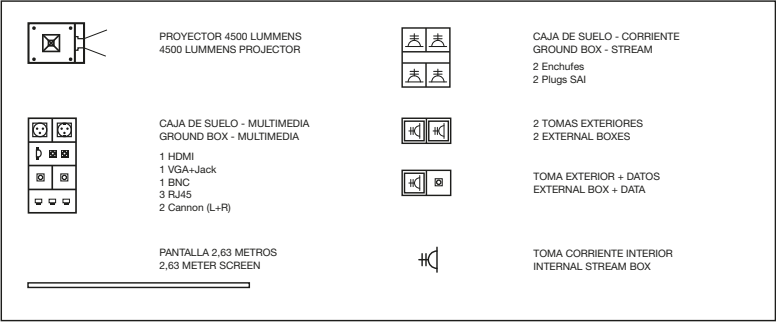 PROYECTOR 4500 LUMMENS
4500 LUMMENS PROJECTOR
CAJA DE SUELO - MULTIMEDIA
GROUND BOX - MULTIMEDIA
1 HDMI
1 VGA+Jack
1 BNC
3 RJ45
2 Cannon (L+R)
PANTALLA 2,63 METROS
2,63 METER SCREEN
CAJA DE SUELO - CORRIENTE
GROUND BOX - STREAM
2 Enchufes
2 Plugs SAI
2 TOMAS EXTERIORES
2 EXTERNAL BOXES
TOMA EXTERIOR + DATOS
EXTERNAL BOX + DATA
TOMA CORRIENTE INTERIOR
INTERNAL STREAM BOX